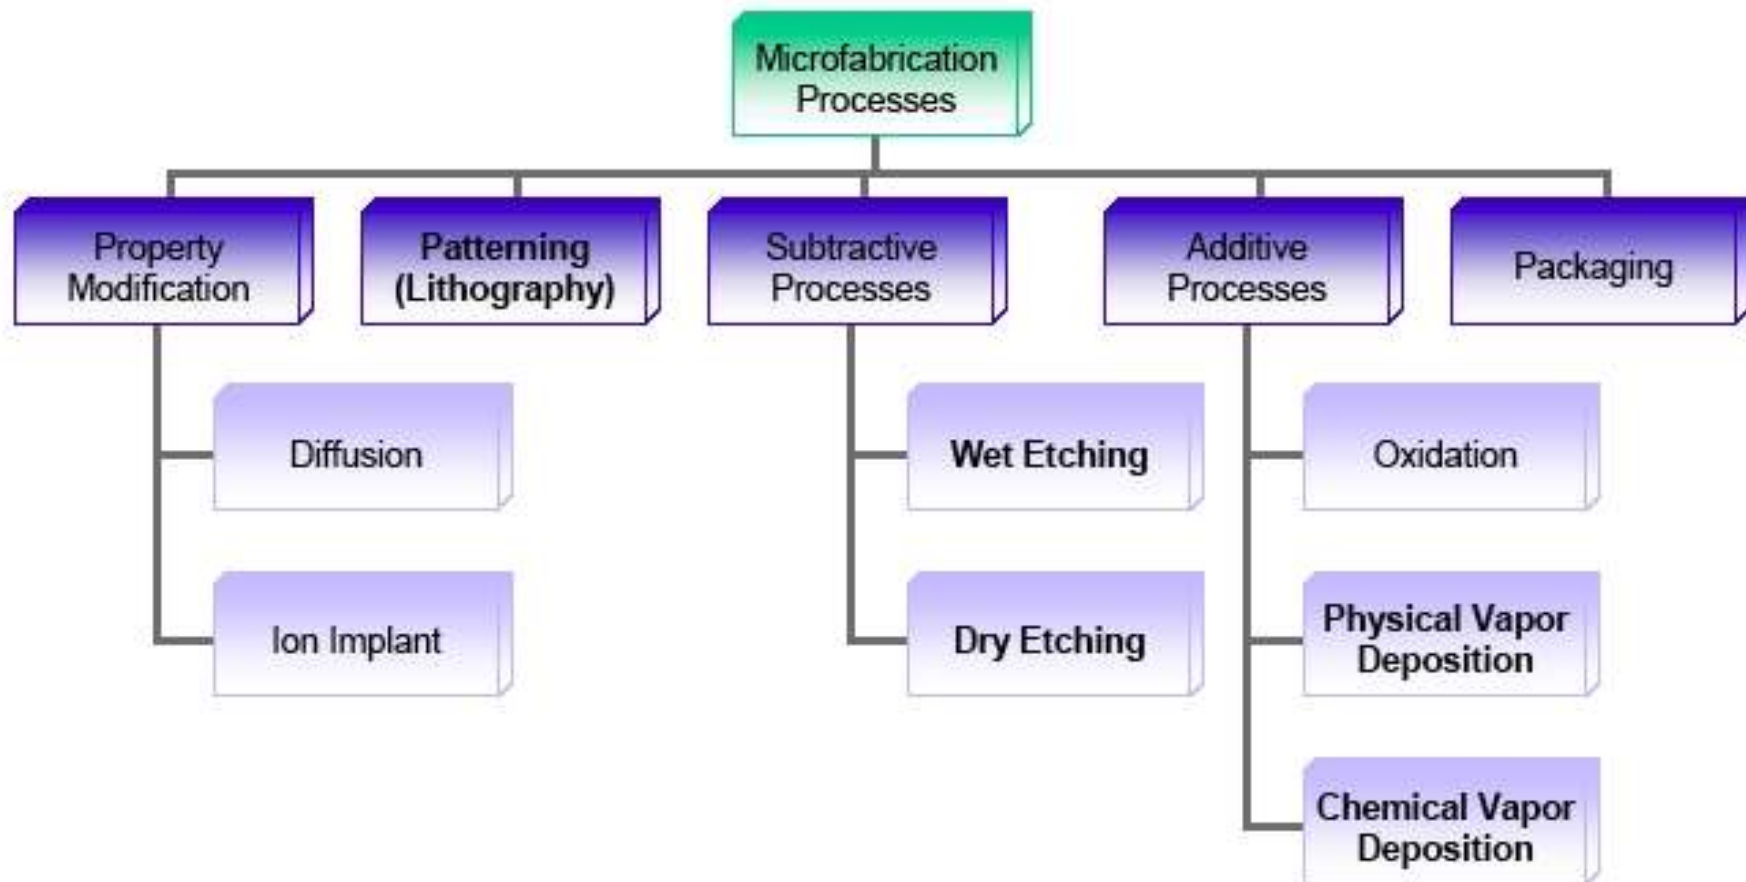 Microfabrication
Processes
Property
Modification
Patterning
(Lithography)
Subtractive
Processes
Additive
Processes
Packaging
Diffusion
Wet Etching
Oxidation
Ion Implant
Dry Etching
Physical Vapor
Deposition
Chemical Vapor
Deposition